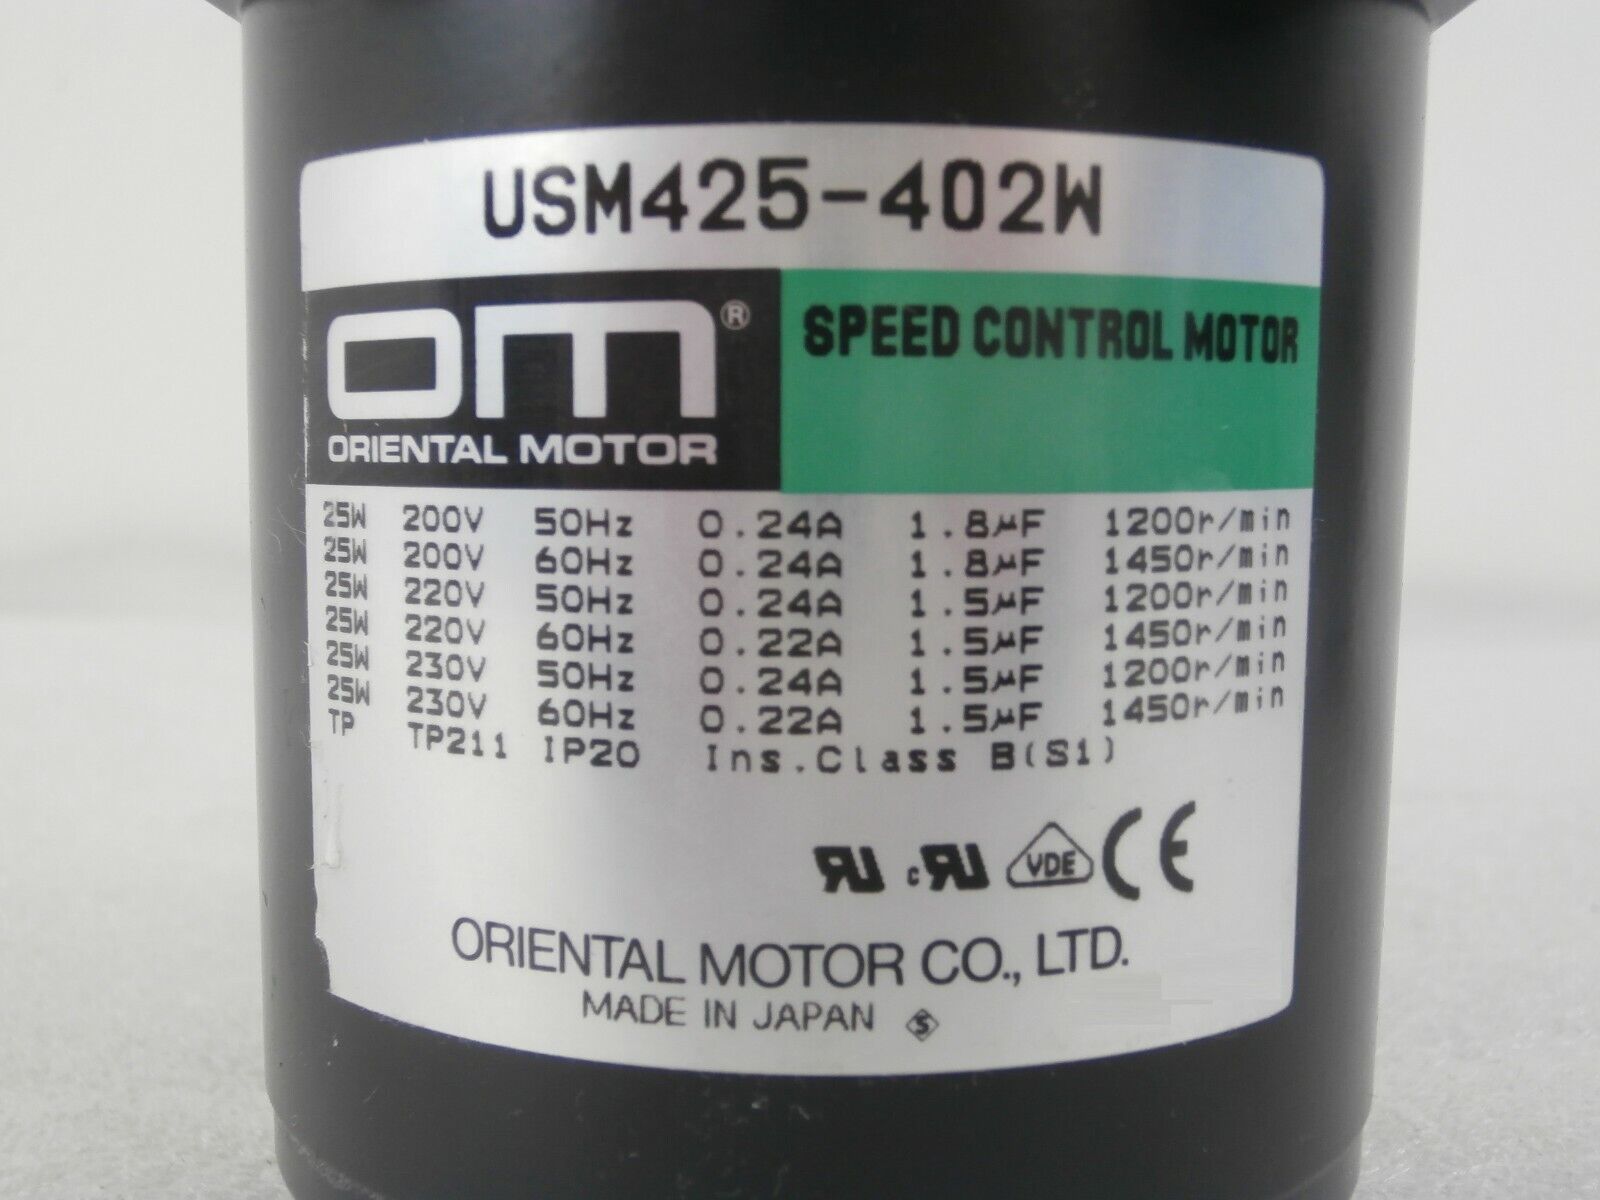 USM425-402W
OM®
ORIENTAL MOTOR
SPEED CONTROL MOTOR
25W 200V 50Hz 0.24A 1.8μF 1200r/min
25W 200V 60Hz 0.24A 1.8μF 1450r/min
25W 220V 50Hz 0.24A 1.5μF 1200r/min
25W 220V 60Hz 0.22A 1.5μF 1450r/min
25W 230V 50Hz 0.24A 1.5μF 1200r/min
25W 230V 60Hz 0.22A 1.5μF 1450r/min
TP TP211 IP20 Ins.Class B(S1)
RU cRU VDE CE
ORIENTAL MOTOR CO., LTD.
MADE IN JAPAN S